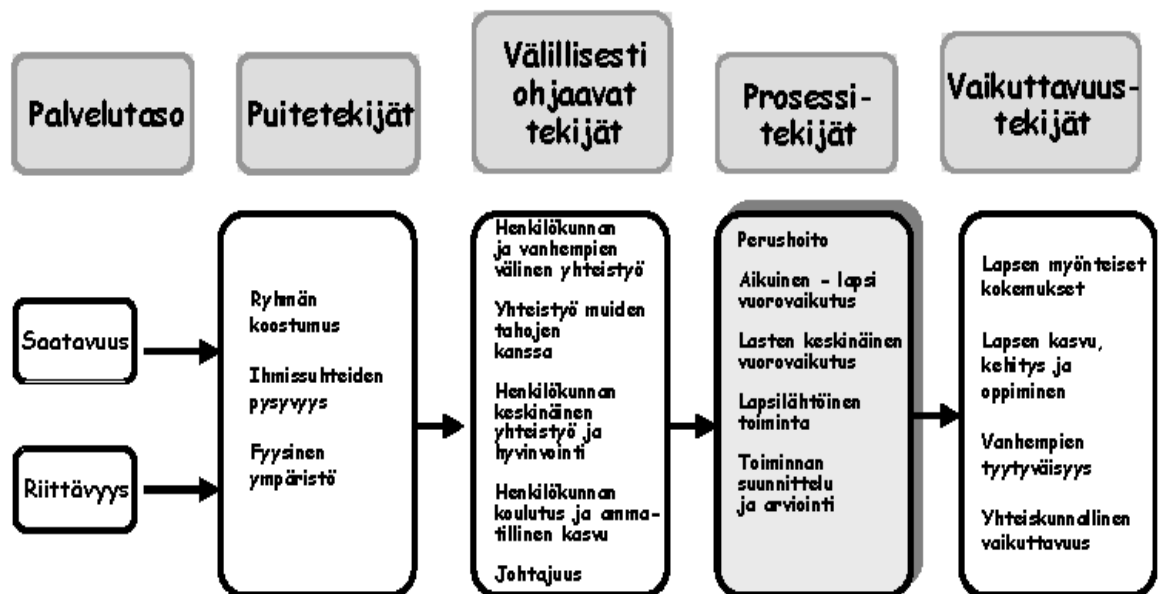 Palvelutaso
Puitetekijät
Välillisesti
ohjaavat
tekijät
Prosessi-
tekijät
Vaikuttavuus-
tekijät
Saatavuus
Riittävyys
Ryhmän
koostumus
Ihmissuhteiden
pysyvyys
Fyysinen
ympäristö
Henkilökunnan
ja vanhempien
välinen yhteistyö
Yhteistyö muiden
tahojen
kanssa
Henkilökunnan
keskinäinen
yhteistyö ja
hyvinvointi
Henkilökunnan
koulutus ja amma-
tillinen kasvu
Johtajuus
Perushoito
Aikuinen - lapsi
vuorovaikutus
Lasten keskinäinen
vuorovaikutus
Lapsilähtöinen
toiminta
Toiminnan
suunnittelu
ja arviointi
Lapsen myönteiset
kokemukset
Lapsen kasvu,
kehitys ja
oppiminen
Vanhempien
tyytyväisyys
Yhteiskunnallinen
vaikuttavuus